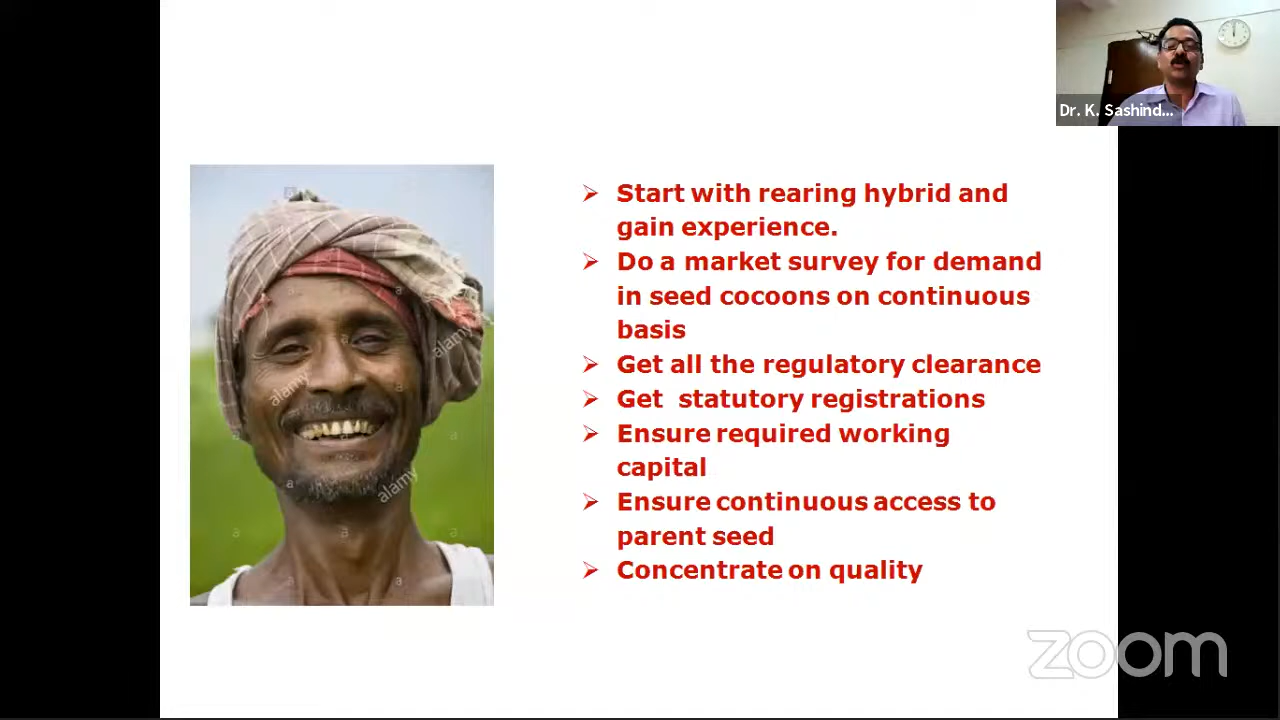 Dr. K. Sashind...
Start with rearing hybrid and
gain experience.
Do a market survey for demand
in seed cocoons on continuous
basis
Get all the regulatory clearance
Get statutory registrations
Ensure required working
capital
Ensure continuous access to
parent seed
Concentrate on quality
alamy
alamy
alamy
zoom